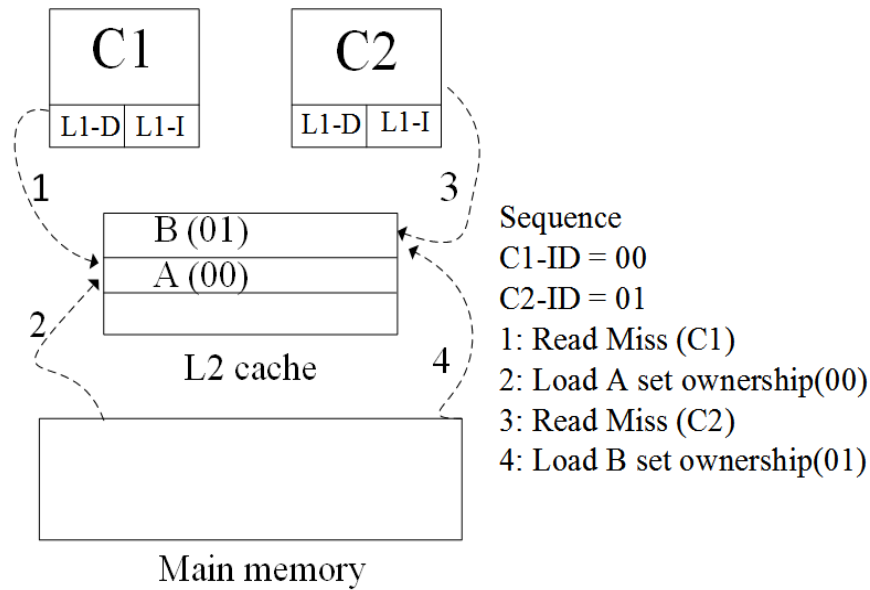 C1
C2
L1-D L1-I
L1-D L1-I
1
3
B (01)
A (00)
2
4
L2 cache
Main memory
Sequence
C1-ID = 00
C2-ID = 01
1: Read Miss (C1)
2: Load A set ownership(00)
3: Read Miss (C2)
4: Load B set ownership(01)